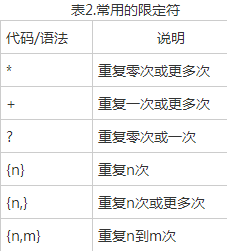 表2.常用的限定符
代码/语法 说明
* 重复零次或更多次
+ 重复一次或更多次
? 重复零次或一次
{n} 重复n次
{n,} 重复n次或更多次
{n,m} 重复n到m次